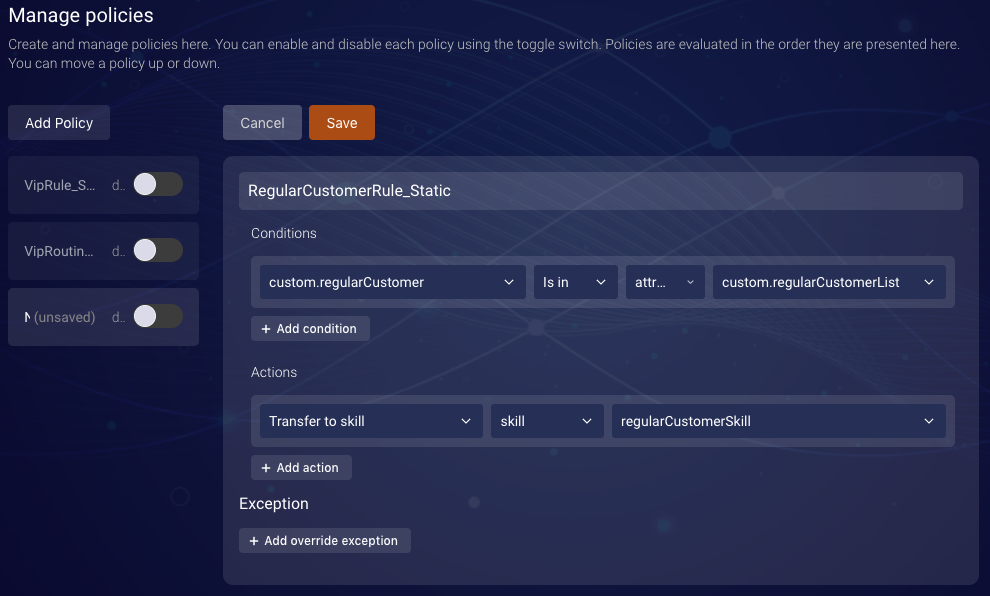 Manage policies
Create and manage policies here. You can enable and disable each policy using the toggle switch. Policies are evaluated in the order they are presented here.
You can move a policy up or down.
Add Policy
Cancel
Save
VipRule_S... d..
VipRoutin... d..
N (unsaved) d..
RegularCustomerRule_Static
Conditions
custom.regularCustomer Is in attr... custom.regularCustomerList
+ Add condition
Actions
Transfer to skill skill regularCustomerSkill
+ Add action
Exception
+ Add override exception